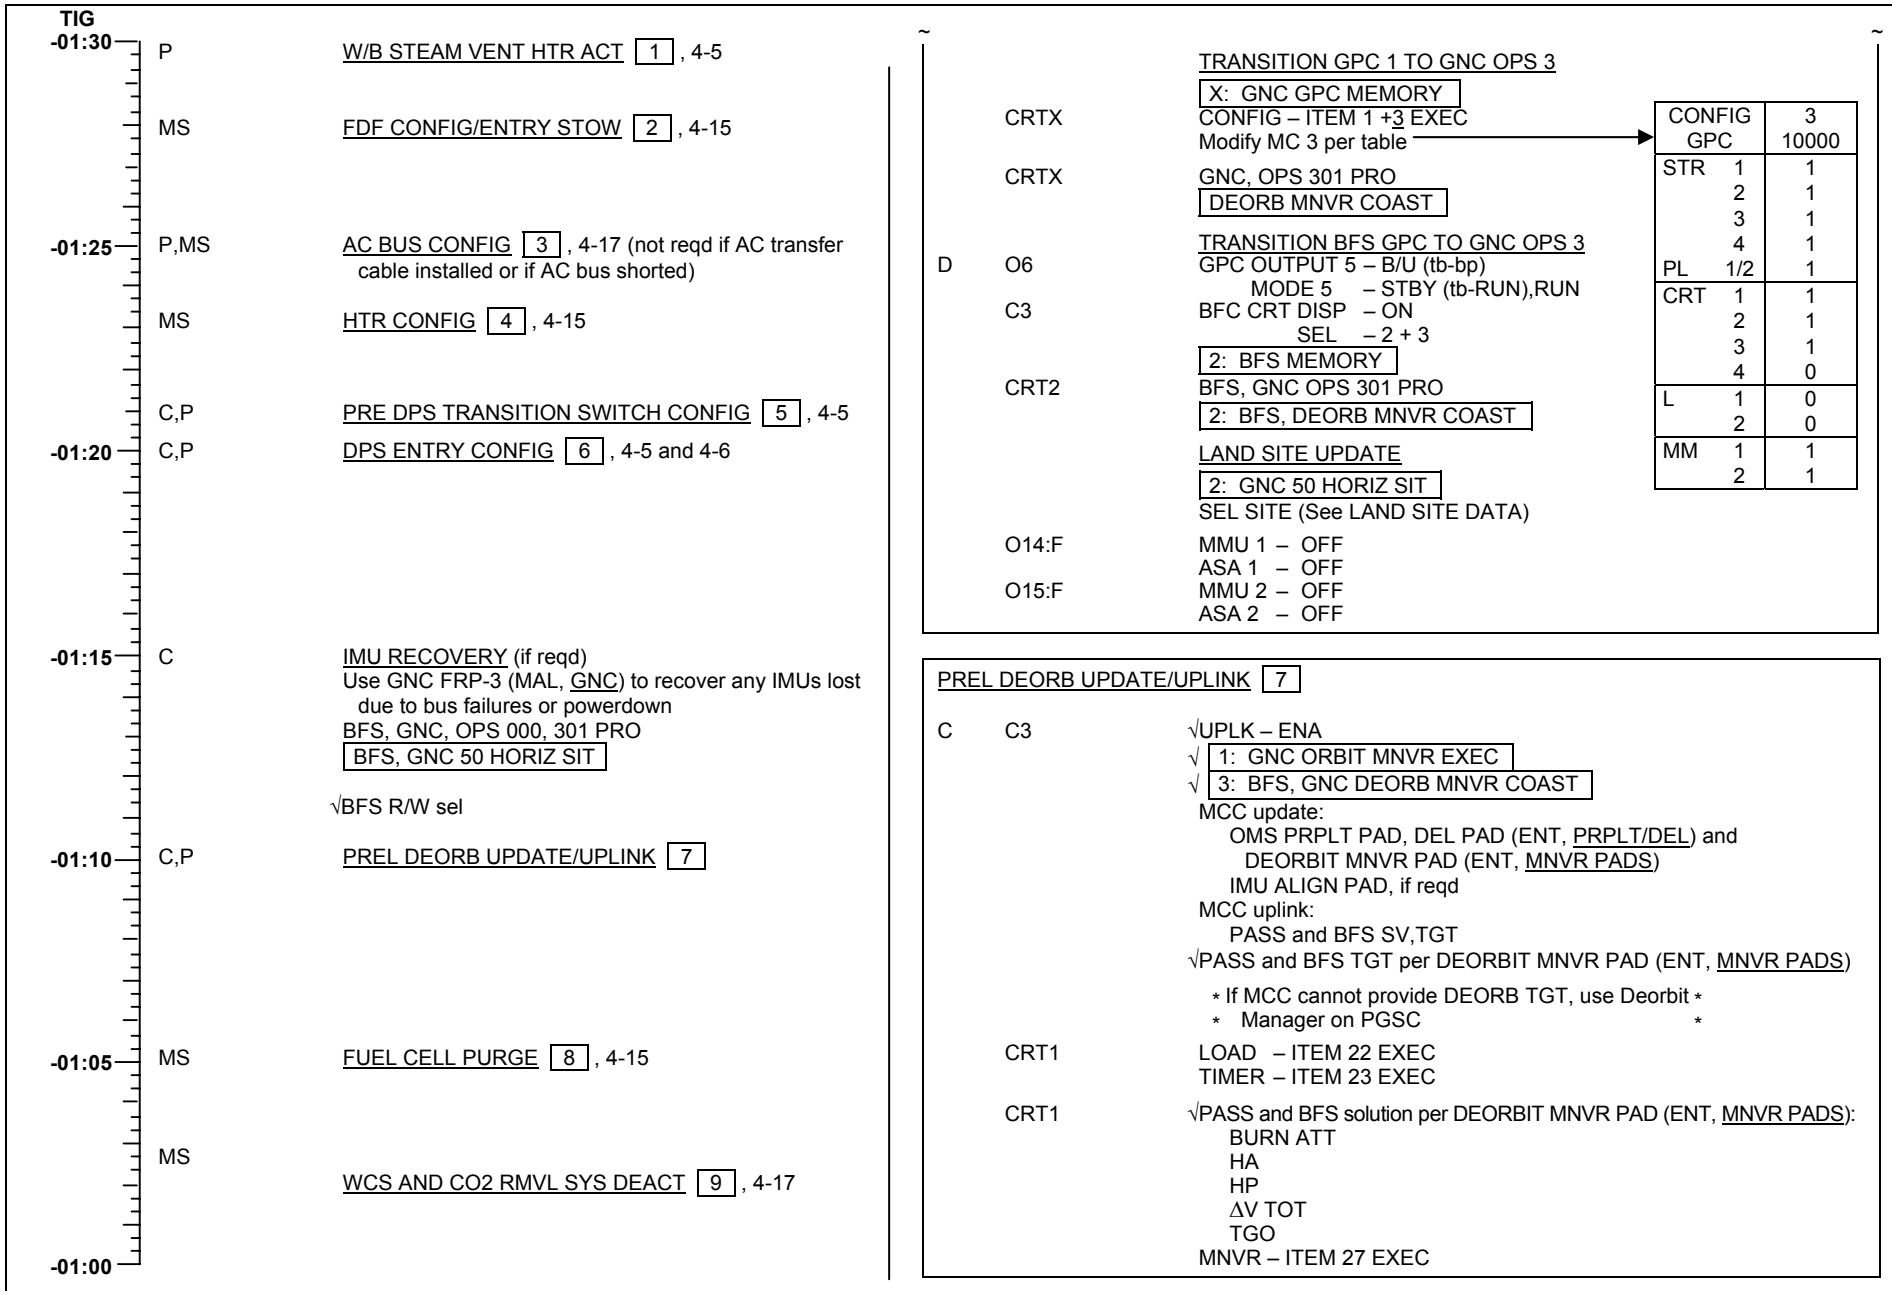 TIG
-01:30
P W/B STEAM VENT HTR ACT 1 , 4-5
MS FDF CONFIG/ENTRY STOW 2 , 4-15
-01:25 P,MS AC BUS CONFIG 3 , 4-17 (not reqd if AC transfer
cable installed or if AC bus shorted)
MS HTR CONFIG 4 , 4-15
C,P PRE DPS TRANSITION SWITCH CONFIG 5 , 4-5
-01:20 C,P DPS ENTRY CONFIG 6 , 4-5 and 4-6
-01:15 C IMU RECOVERY (if reqd)
Use GNC FRP-3 (MAL, GNC) to recover any IMUs lost
due to bus failures or powerdown
BFS, GNC, OPS 000, 301 PRO
BFS, GNC 50 HORIZ SIT
√BFS R/W sel
-01:10 C,P PREL DEORB UPDATE/UPLINK 7
-01:05 MS FUEL CELL PURGE 8 , 4-15
MS
WCS AND CO2 RMVL SYS DEACT 9 , 4-17
-01:00
~ ~
TRANSITION GPC 1 TO GNC OPS 3
X: GNC GPC MEMORY
CRTX CONFIG – ITEM 1 +3 EXEC
Modify MC 3 per table
CRTX GNC, OPS 301 PRO
DEORB MNVR COAST
TRANSITION BFS GPC TO GNC OPS 3
D O6 GPC OUTPUT 5 – B/U (tb-bp)
MODE 5 – STBY (tb-RUN),RUN
C3 BFC CRT DISP – ON
SEL – 2 + 3
2: BFS MEMORY
CRT2 BFS, GNC OPS 301 PRO
2: BFS, DEORB MNVR COAST
LAND SITE UPDATE
2: GNC 50 HORIZ SIT
SEL SITE (See LAND SITE DATA)
O14:F MMU 1 – OFF
ASA 1 – OFF
O15:F MMU 2 – OFF
ASA 2 – OFF
CONFIG 3
GPC 10000
STR 1 1
2 1
3 1
4 1
PL 1/2 1
CRT 1 1
2 1
3 1
4 0
L 1 0
2 0
MM 1 1
2 1
PREL DEORB UPDATE/UPLINK 7
C C3 √UPLK – ENA
√ 1: GNC ORBIT MNVR EXEC
√ 3: BFS, GNC DEORB MNVR COAST
MCC update:
OMS PRPLT PAD, DEL PAD (ENT, PRPLT/DEL) and
DEORBIT MNVR PAD (ENT, MNVR PADS)
IMU ALIGN PAD, if reqd
MCC uplink:
PASS and BFS SV,TGT
√PASS and BFS TGT per DEORBIT MNVR PAD (ENT, MNVR PADS)
* If MCC cannot provide DEORB TGT, use Deorbit *
* Manager on PGSC *
CRT1 LOAD – ITEM 22 EXEC
TIMER – ITEM 23 EXEC
CRT1 √PASS and BFS solution per DEORBIT MNVR PAD (ENT, MNVR PADS):
BURN ATT
HA
HP
∆V TOT
TGO
MNVR – ITEM 27 EXEC